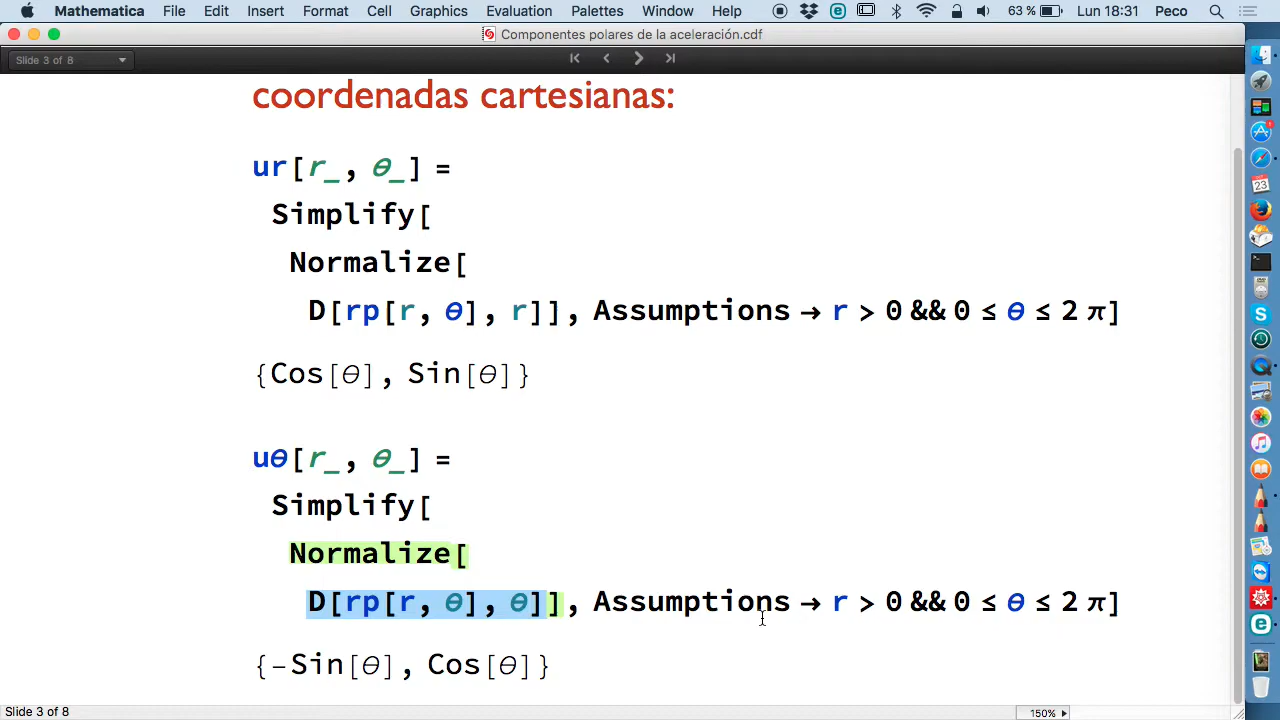 Mathematica File Edit Insert Format Cell Graphics Evaluation Palettes Window Help 63 % Lun 18:31 Peco
Componentes polares de la aceleración.cdf
Slide 3 of 8
coordenadas cartesianas:
ur[r_, θ_] =
Simplify[
Normalize[
D[rp[r, θ], r]], Assumptions → r > 0 && 0 ≤ θ ≤ 2 π]
{Cos[θ], Sin[θ]}
uθ[r_, θ_] =
Simplify[
Normalize[
D[rp[r, θ], θ]], Assumptions → r > 0 && 0 ≤ θ ≤ 2 π]
{-Sin[θ], Cos[θ]}
Slide 3 of 8 150%
23